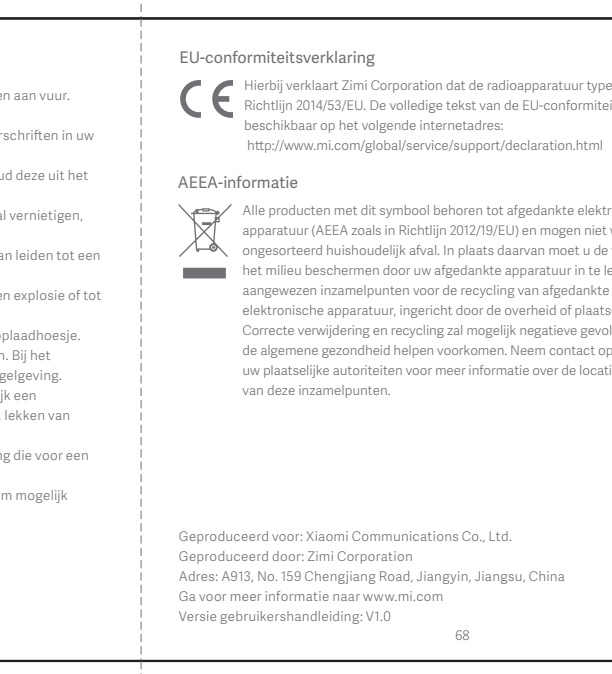 en aan vuur.
rschriften in uw
ud deze uit het
al vernietigen,
an leiden tot een
en explosie of tot
oplaadhoesje.
n. Bij het
gelgeving.
jk een
lekken van
ng die voor een
m mogelijk
EU-conformiteitsverklaring
CE
Hierbij verklaart Zimi Corporation dat de radioapparatuur type
Richtlijn 2014/53/EU. De volledige tekst van de EU-conformitei
beschikbaar op het volgende internetadres:
http://www.mi.com/global/service/support/declaration.html
AEEA-informatie
Alle producten met dit symbool behoren tot afgedankte elektr
apparatuur (AEEA zoals in Richtlijn 2012/19/EU) en mogen niet
ongesorteerd huishoudelijk afval. In plaats daarvan moet u de
het milieu beschermen door uw afgedankte apparatuur in te le
aangewezen inzamelpunten voor de recycling van afgedankte
elektronische apparatuur, ingericht door de overheid of plaats
Correcte verwijdering en recycling zal mogelijk negatieve gevol
de algemene gezondheid helpen voorkomen. Neem contact op
uw plaatselijke autoriteiten voor meer informatie over de locati
van deze inzamelpunten.
Geproduceerd voor: Xiaomi Communications Co., Ltd.
Geproduceerd door: Zimi Corporation
Adres: A913, No. 159 Chengjiang Road, Jiangyin, Jiangsu, China
Ga voor meer informatie naar www.mi.com
Versie gebruikershandleiding: V1.0
68